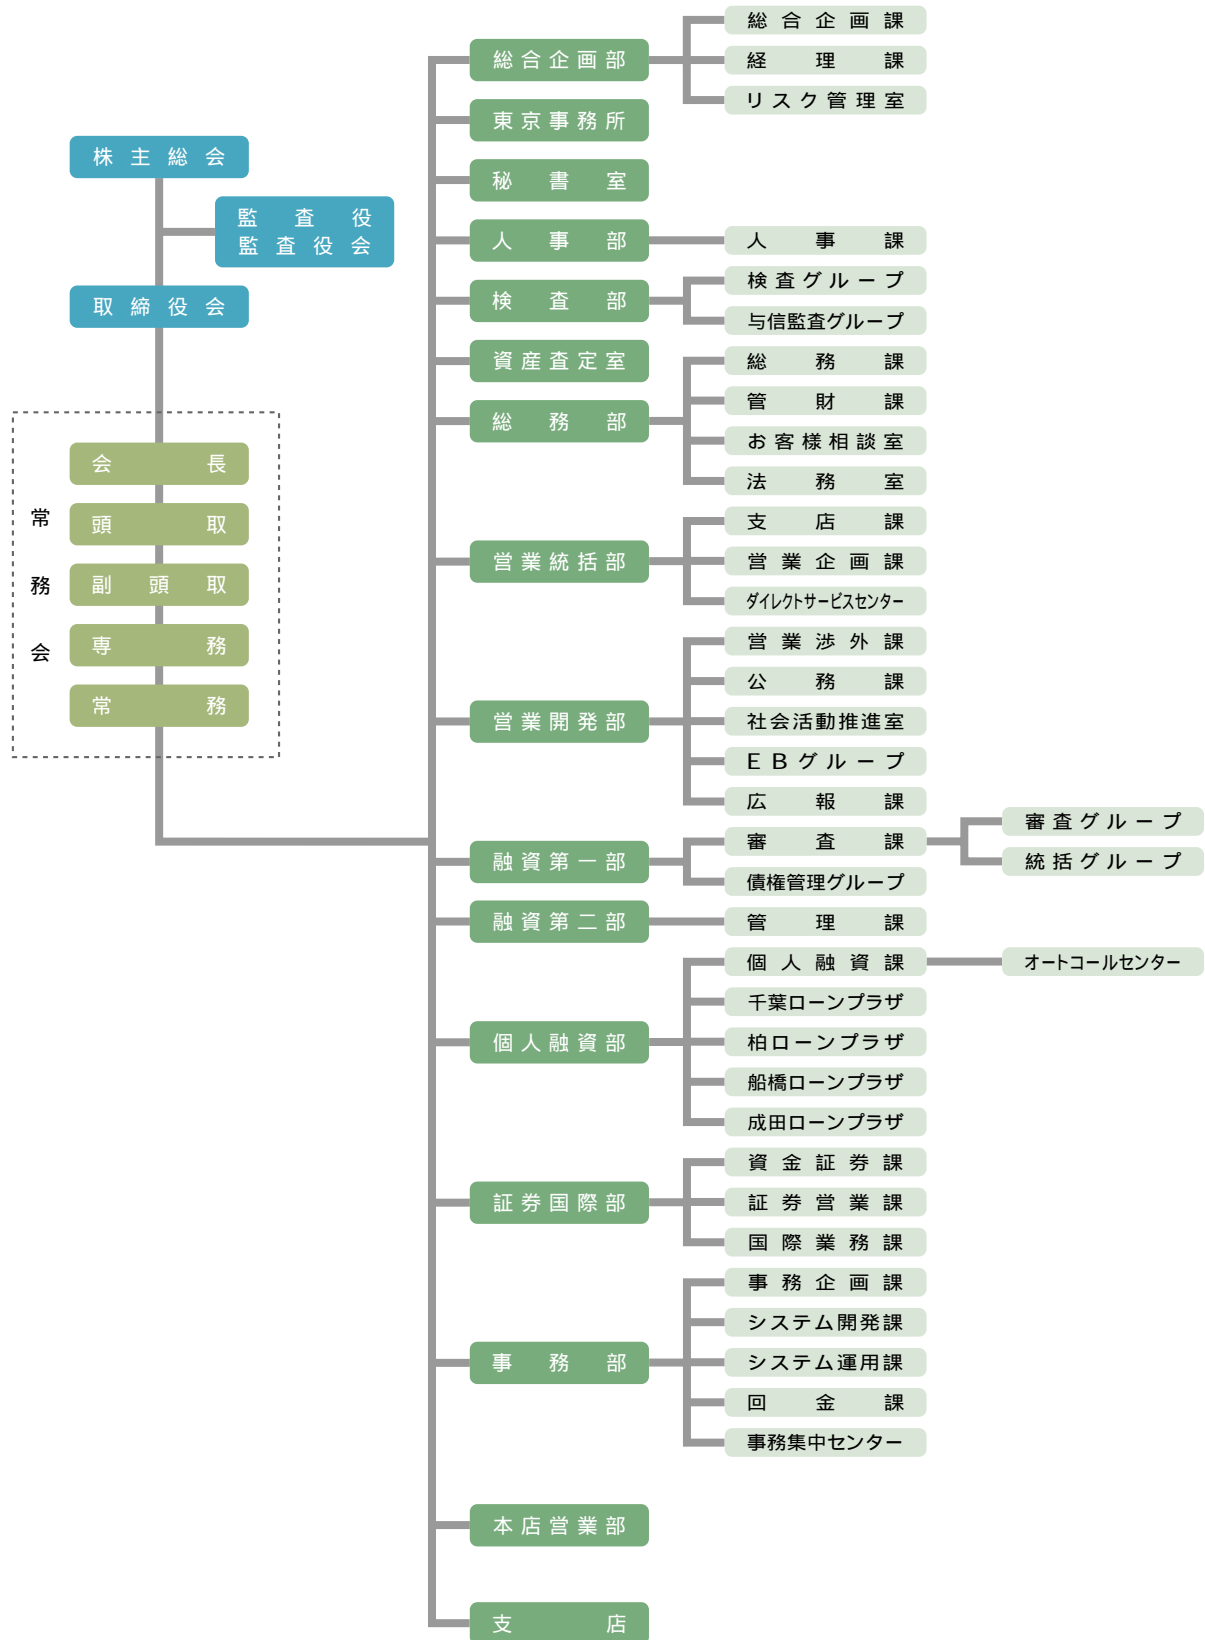 株主総会
監査役
監査役会
取締役会
常務会
会長
頭取
副頭取
専務
常務
総合企画部
総合企画課
経理課
リスク管理室
東京事務所
秘書室
人事部
人事課
検査部
検査グループ
与信監査グループ
資産査定室
総務部
総務課
管財課
お客様相談室
法務室
営業統括部
支店課
営業企画課
ダイレクトサービスセンター
営業開発部
営業渉外課
公務課
社会活動推進室
EBグループ
広報課
融資第一部
審査課
審査グループ
統括グループ
債権管理グループ
融資第二部
管理課
個人融資部
個人融資課
オートコールセンター
千葉ローンプラザ
柏ローンプラザ
船橋ローンプラザ
成田ローンプラザ
証券国際部
資金証券課
証券営業課
国際業務課
事務部
事務企画課
システム開発課
システム運用課
回金課
事務集中センター
本店営業部
支店